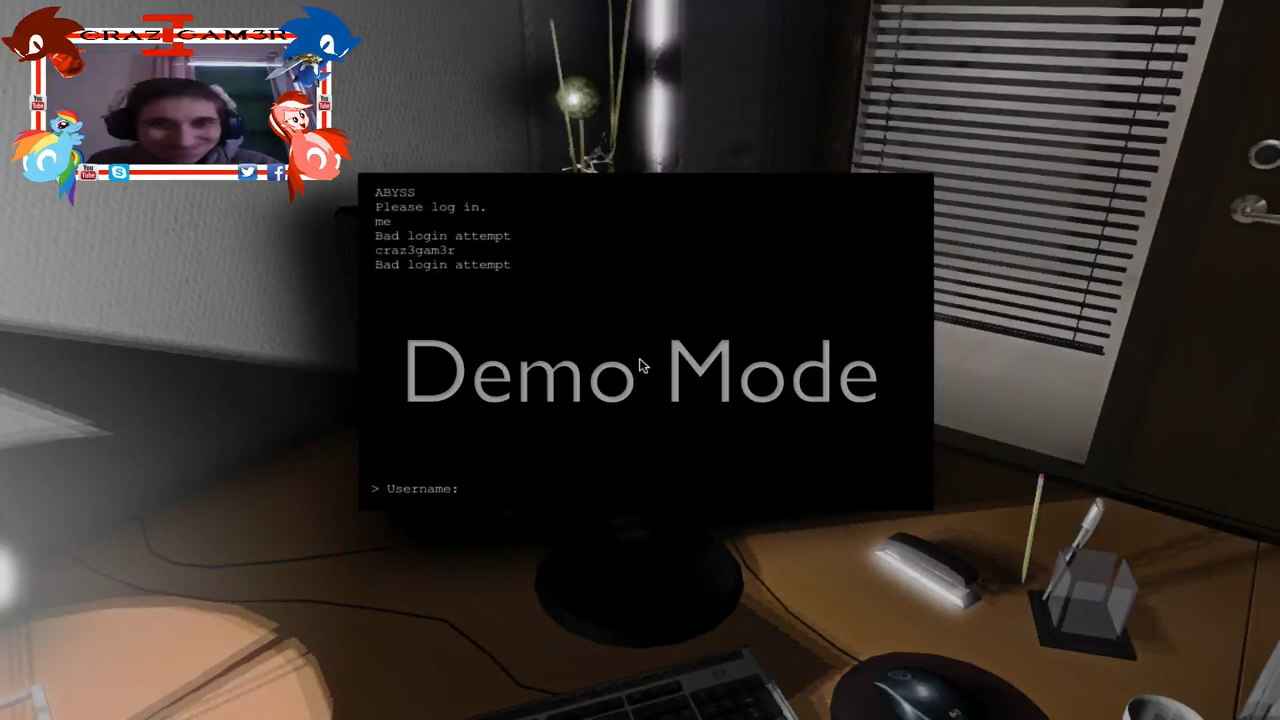 CRAZ3GAM3R
ABYSS
Please log in.
me
Bad login attempt
craz3gam3r
Bad login attempt
Demo Mode
> Username: